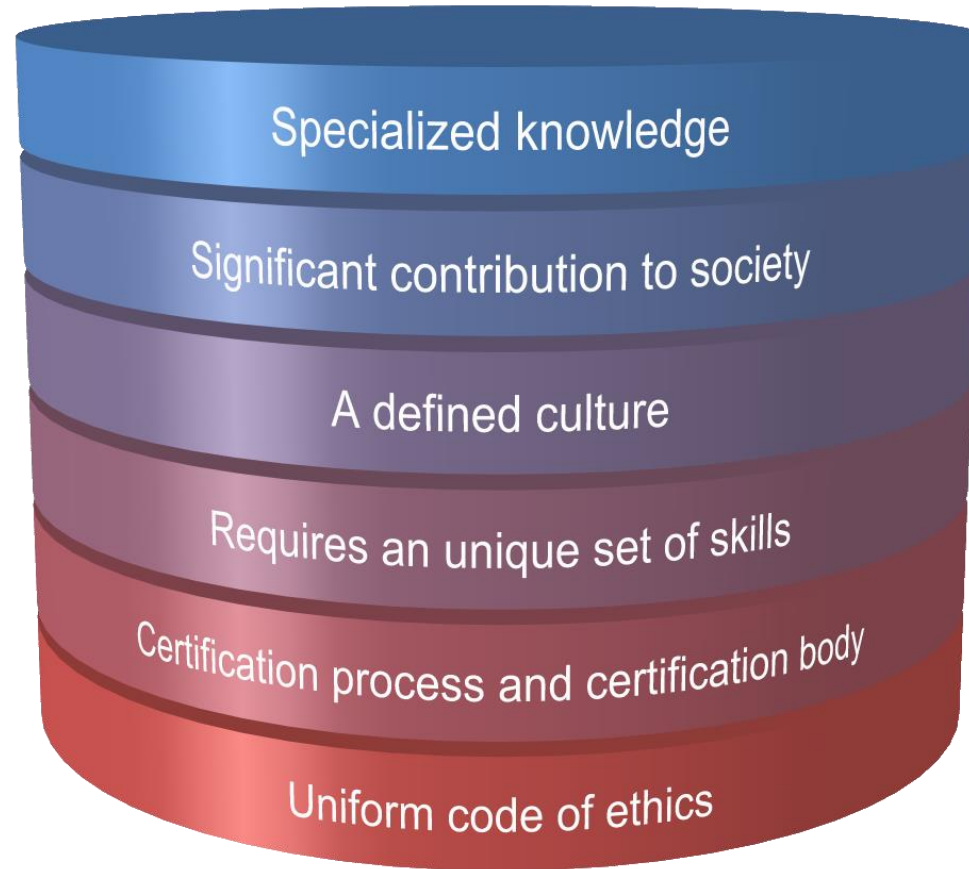 Specialized knowledge
Significant contribution to society
A defined culture
Requires an unique set of skills
Certification process and certification body
Uniform code of ethics